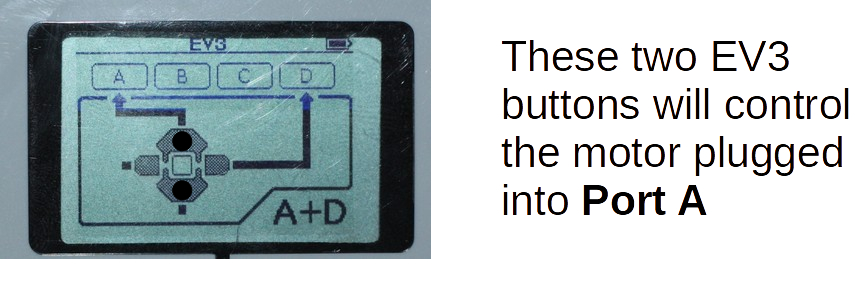 EV3
A B C D
A+D
These two EV3
buttons will control
the motor plugged
into Port A